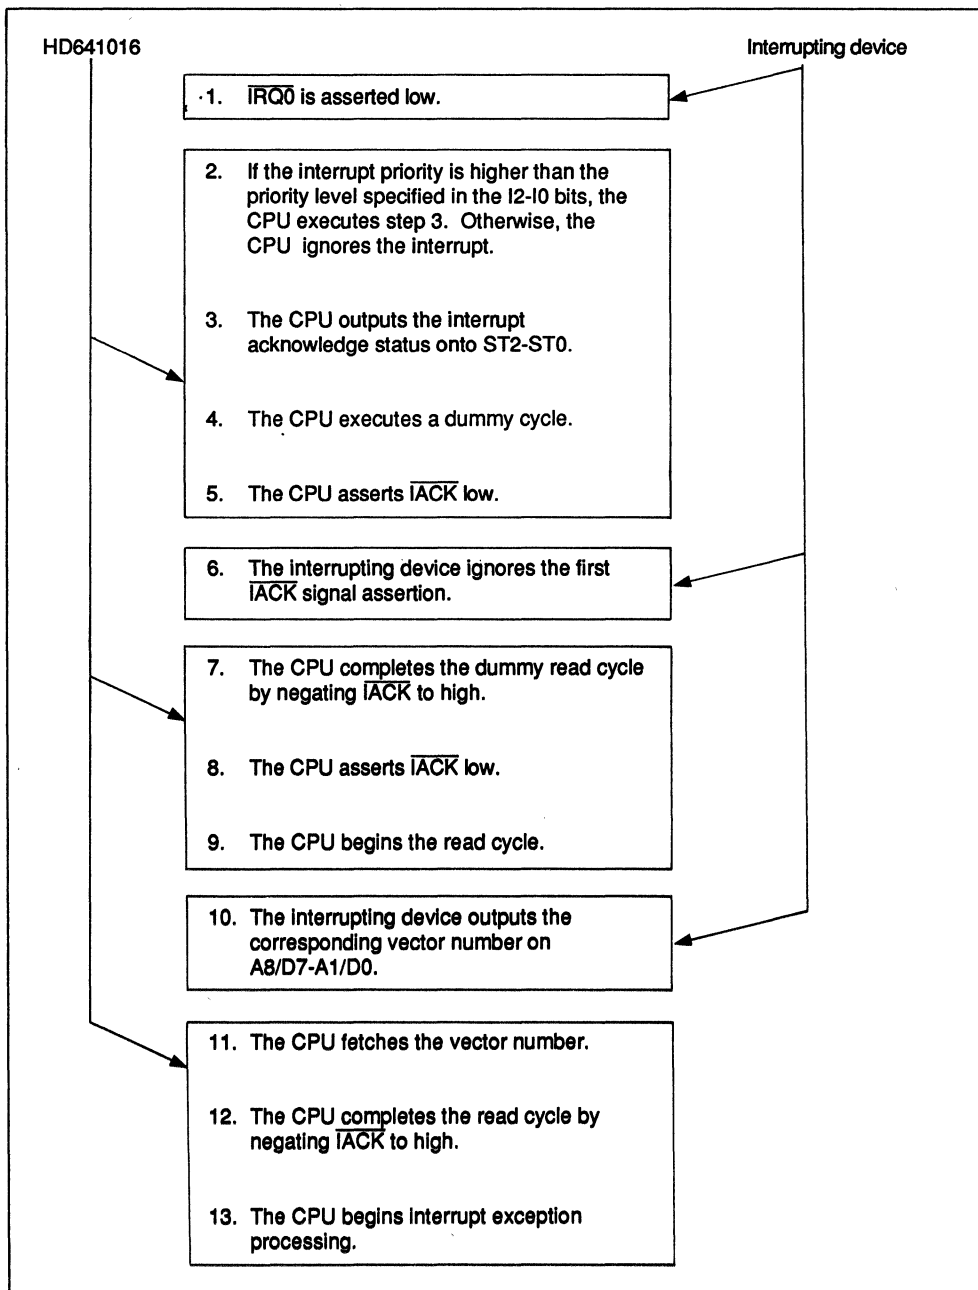 HD641016
Interrupting device
1. IRQ0 is asserted low.
2. If the interrupt priority is higher than the
priority level specified in the I2-I0 bits, the
CPU executes step 3. Otherwise, the
CPU ignores the interrupt.
3. The CPU outputs the interrupt
acknowledge status onto ST2-ST0.
4. The CPU executes a dummy cycle.
5. The CPU asserts IACK low.
6. The interrupting device ignores the first
IACK signal assertion.
7. The CPU completes the dummy read cycle
by negating IACK to high.
8. The CPU asserts IACK low.
9. The CPU begins the read cycle.
10. The interrupting device outputs the
corresponding vector number on
A8/D7-A1/D0.
11. The CPU fetches the vector number.
12. The CPU completes the read cycle by
negating IACK to high.
13. The CPU begins interrupt exception
processing.